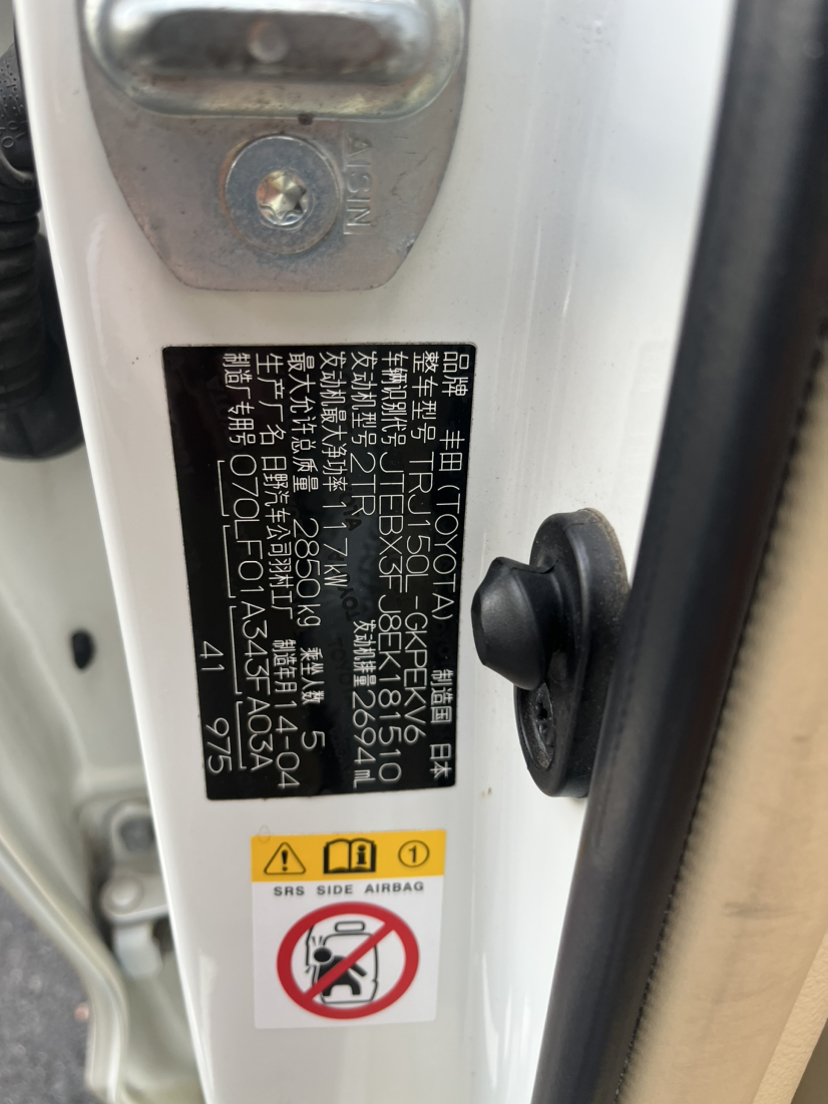 AISIN
品牌 丰田(TOYOTA) 制造国 日本
整车型号 TRJ150L-GKPEKV6
车辆识别代号 JTEBX3FJ8EK181510
发动机型号 2TR 发动机排量 2694mL
发动机最大净功率 117kW
最大允许总质量 2850kg 乘坐人数 5
生产厂名 日野汽车公司羽村工厂 制造年月 14-04
制造厂专用号 070LF01A343FA03A
41 975
1
SRS SIDE AIRBAG